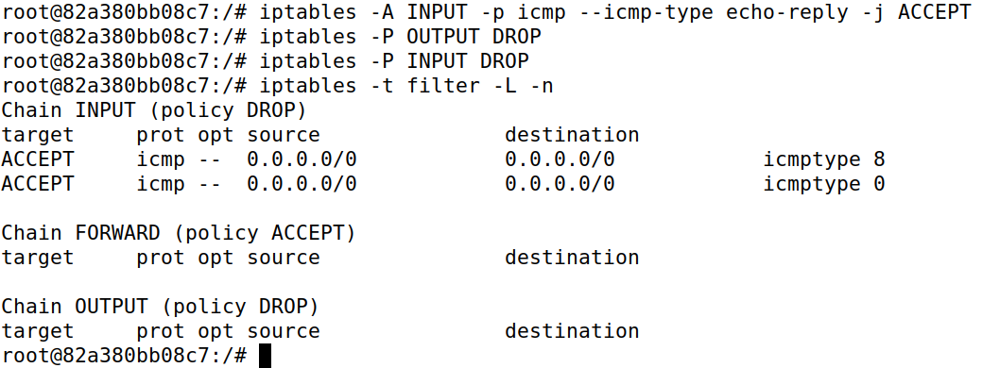 root@82a380bb08c7:/# iptables -A INPUT -p icmp --icmp-type echo-reply -j ACCEPT
root@82a380bb08c7:/# iptables -P OUTPUT DROP
root@82a380bb08c7:/# iptables -P INPUT DROP
root@82a380bb08c7:/# iptables -t filter -L -n
Chain INPUT (policy DROP)
target     prot opt source               destination
ACCEPT     icmp --  0.0.0.0/0            0.0.0.0/0            icmptype 8
ACCEPT     icmp --  0.0.0.0/0            0.0.0.0/0            icmptype 0

Chain FORWARD (policy ACCEPT)
target     prot opt source               destination

Chain OUTPUT (policy DROP)
target     prot opt source               destination
root@82a380bb08c7:/#